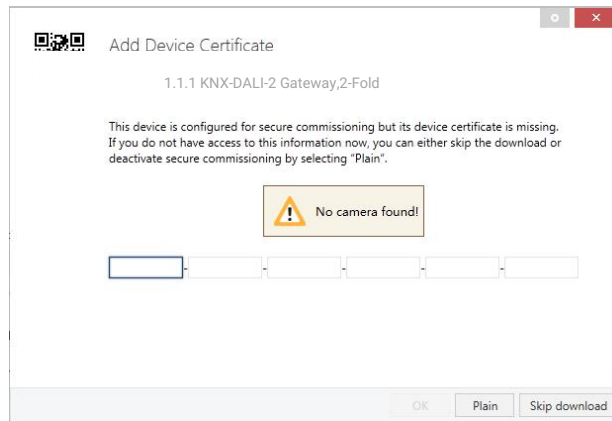 Add Device Certificate
1.1.1 KNX-DALI-2 Gateway,2-Fold
This device is configured for secure commissioning but its device certificate is missing.
If you do not have access to this information now, you can either skip the download or
deactivate secure commissioning by selecting "Plain".
No camera found!
- - - - -
OK Plain Skip download